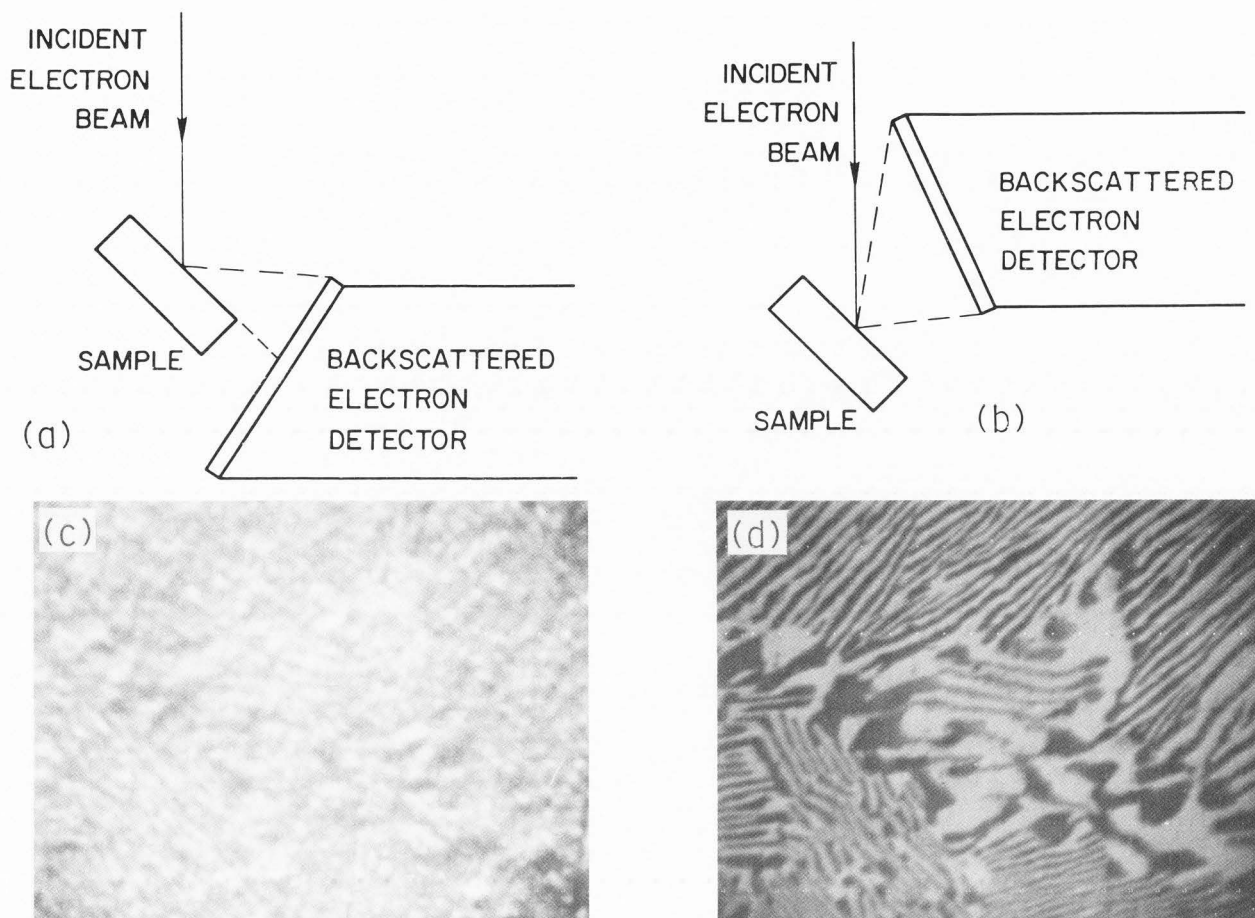 INCIDENT
ELECTRON
BEAM
SAMPLE
BACKSCATTERED
ELECTRON
DETECTOR
(a)
INCIDENT
ELECTRON
BEAM
BACKSCATTERED
ELECTRON
DETECTOR
SAMPLE
(b)
(c)
(d)